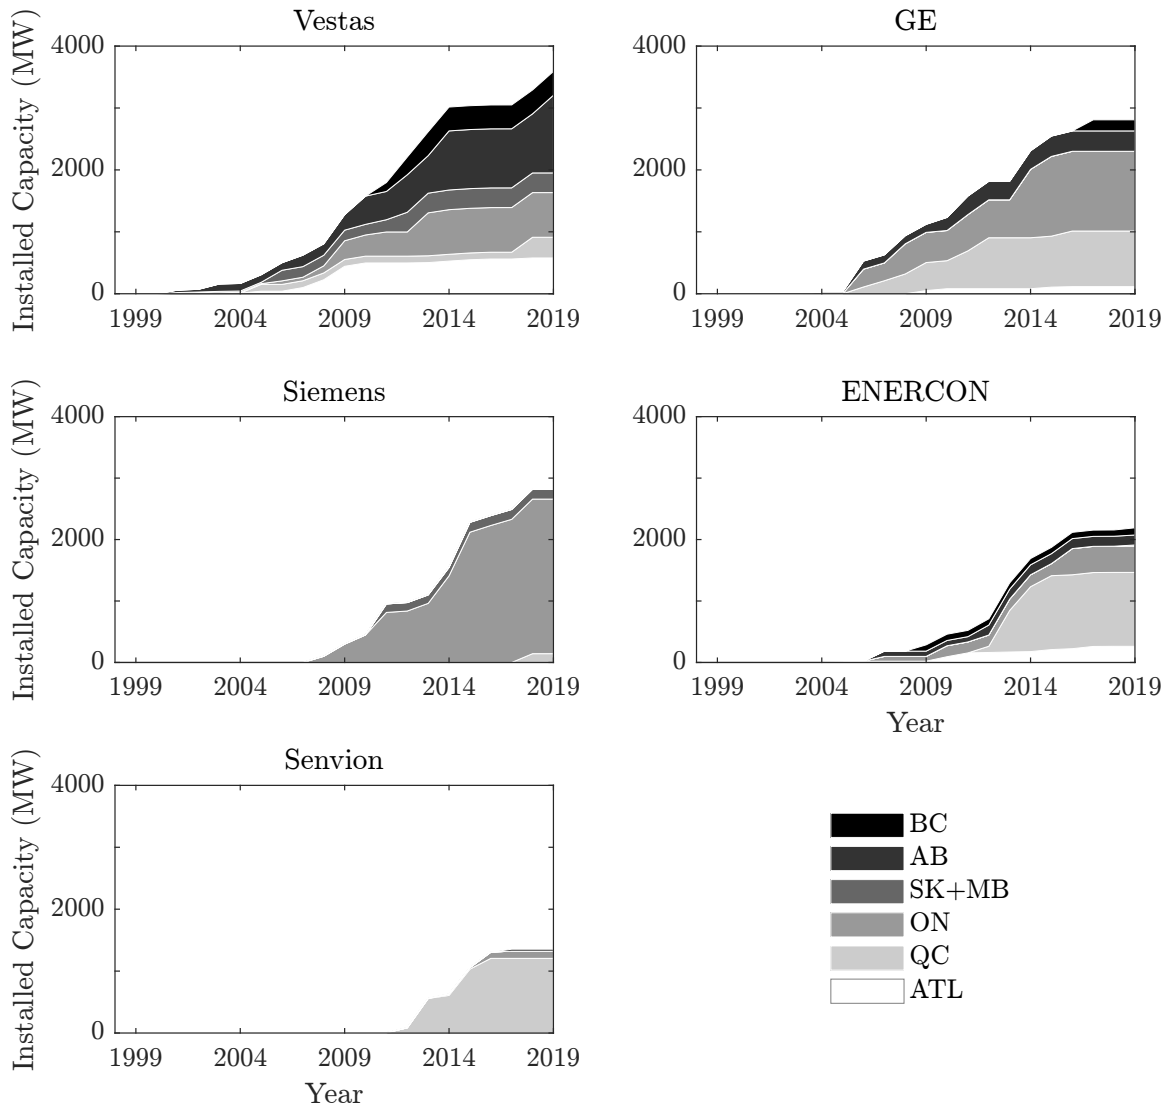 Vestas
Installed Capacity (MW)
4000
2000
0
1999 2004 2009 2014 2019
GE
4000
2000
0
1999 2004 2009 2014 2019
Siemens
Installed Capacity (MW)
4000
2000
0
1999 2004 2009 2014 2019
ENERCON
4000
2000
0
1999 2004 2009 2014 2019
Year
Senvion
Installed Capacity (MW)
4000
2000
0
1999 2004 2009 2014 2019
Year
BC
AB
SK+MB
ON
QC
ATL